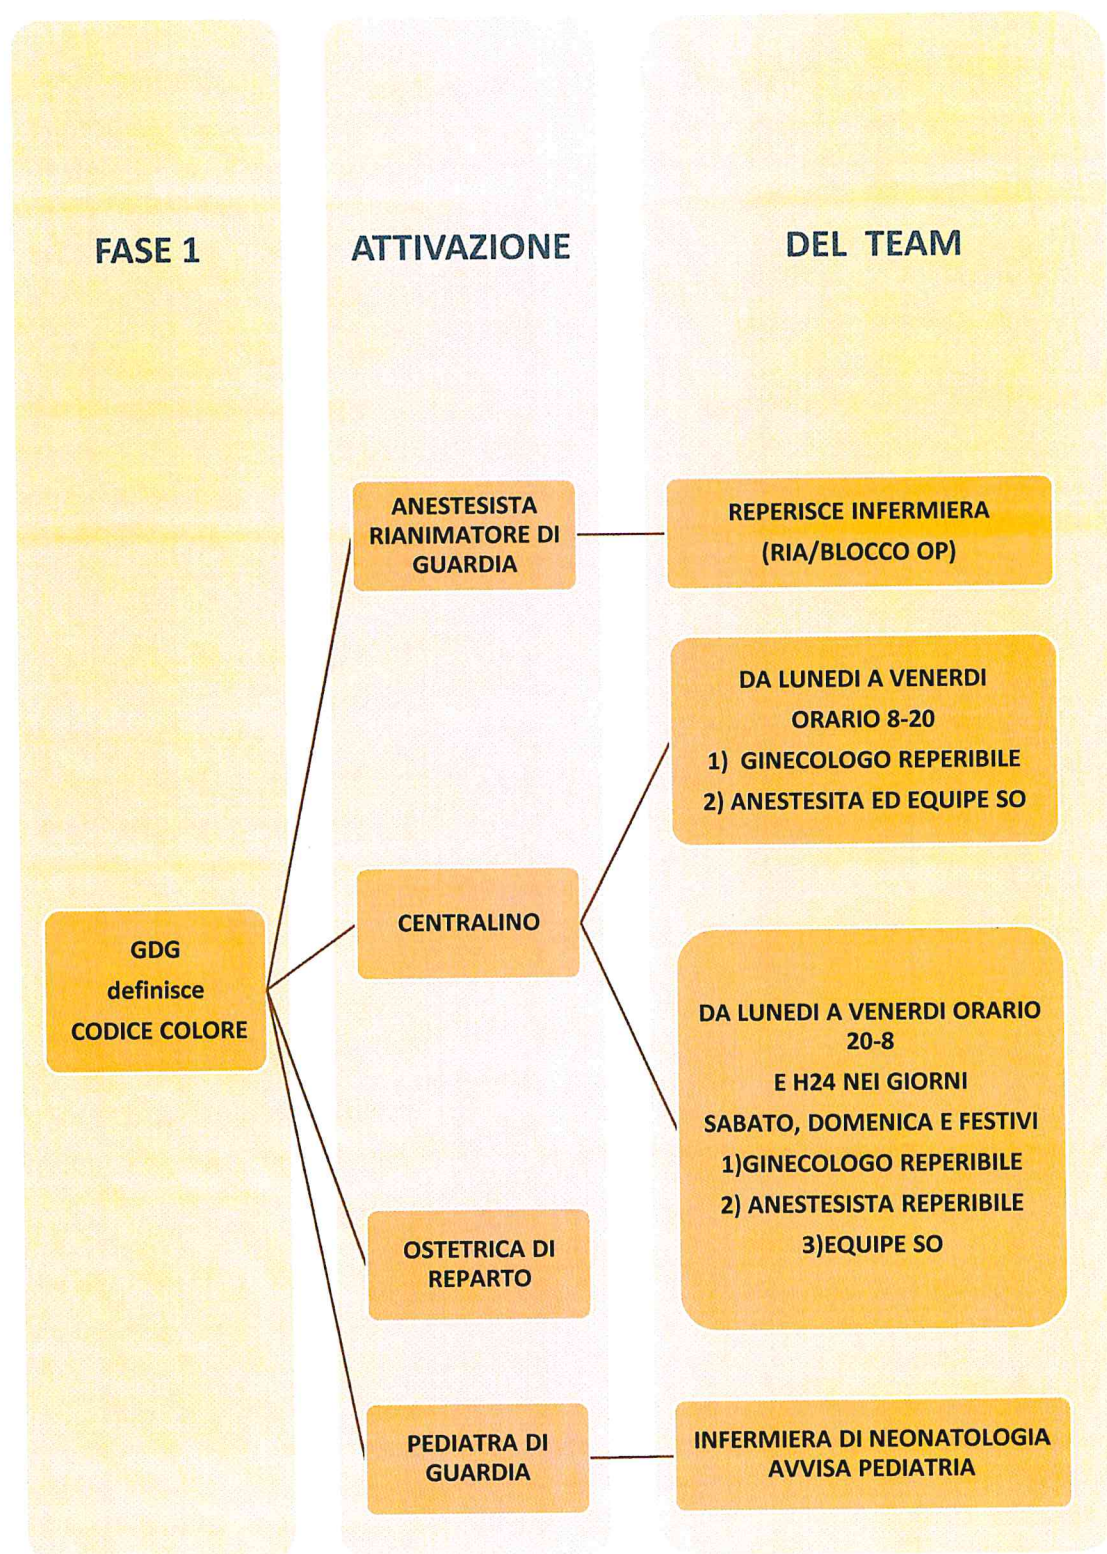 FASE 1
ATTIVAZIONE
DEL TEAM
GDG
definisce
CODICE COLORE
ANESTESISTA
RIANIMATORE DI
GUARDIA
REPERISCE INFERMIERA
(RIA/BLOCCO OP)
CENTRALINO
DA LUNEDI A VENERDI
ORARIO 8-20
1) GINECOLOGO REPERIBILE
2) ANESTESITA ED EQUIPE SO
DA LUNEDI A VENERDI ORARIO
20-8
E H24 NEI GIORNI
SABATO, DOMENICA E FESTIVI
1)GINECOLOGO REPERIBILE
2) ANESTESISTA REPERIBILE
3)EQUIPE SO
OSTETRICA DI
REPARTO
PEDIATRA DI
GUARDIA
INFERMIERA DI NEONATOLOGIA
AVVISA PEDIATRIA